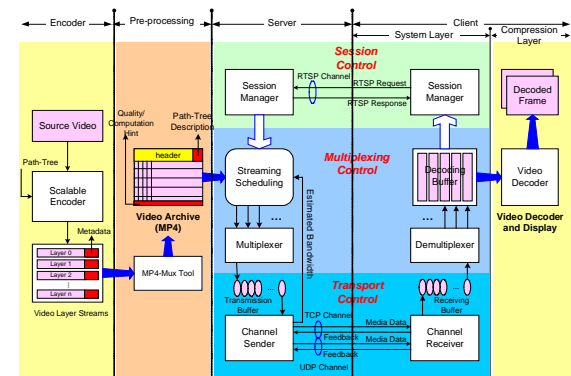 Encoder
Pre-processing
Server
Client
System Layer
Compression
Layer
Session
Control
RTSP Channel
RTSP Request
RTSP Response
Session
Manager
Session
Manager
Decoded
Frame
Quality/
Computation
Hint
Path-Tree
Description
Source Video
header
Path-Tree
Scalable
Encoder
Video Archive
(MP4)
Streaming
Scheduling
Multiplexing
Control
Decoding
Buffer
Video
Decoder
Video Decoder
and Display
Estimated Bandwidth
...
...
Metadata
Layer 0
Layer 1
Layer 2
Layer n
Video Layer Streams
MP4-Mux Tool
Multiplexer
Demultiplexer
Transport
Control
...
...
Transmission
Buffer
Receiving
Buffer
TCP Channel
Media Data
Channel
Sender
Feedback
Media Data
Feedback
UDP Channel
Channel
Receiver